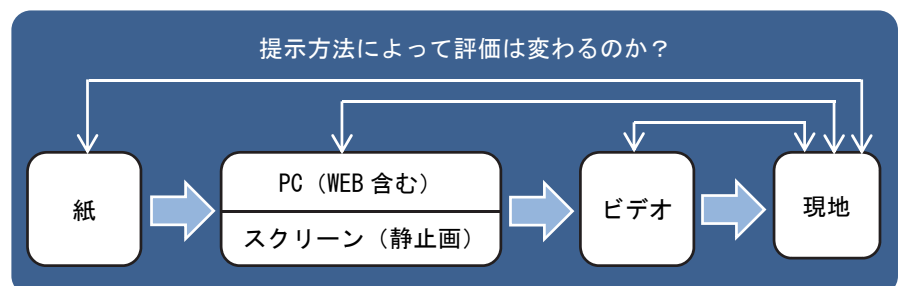 提示方法によって評価は変わるのか？
紙
PC（WEB含む）
スクリーン（静止画）
ビデオ
現地